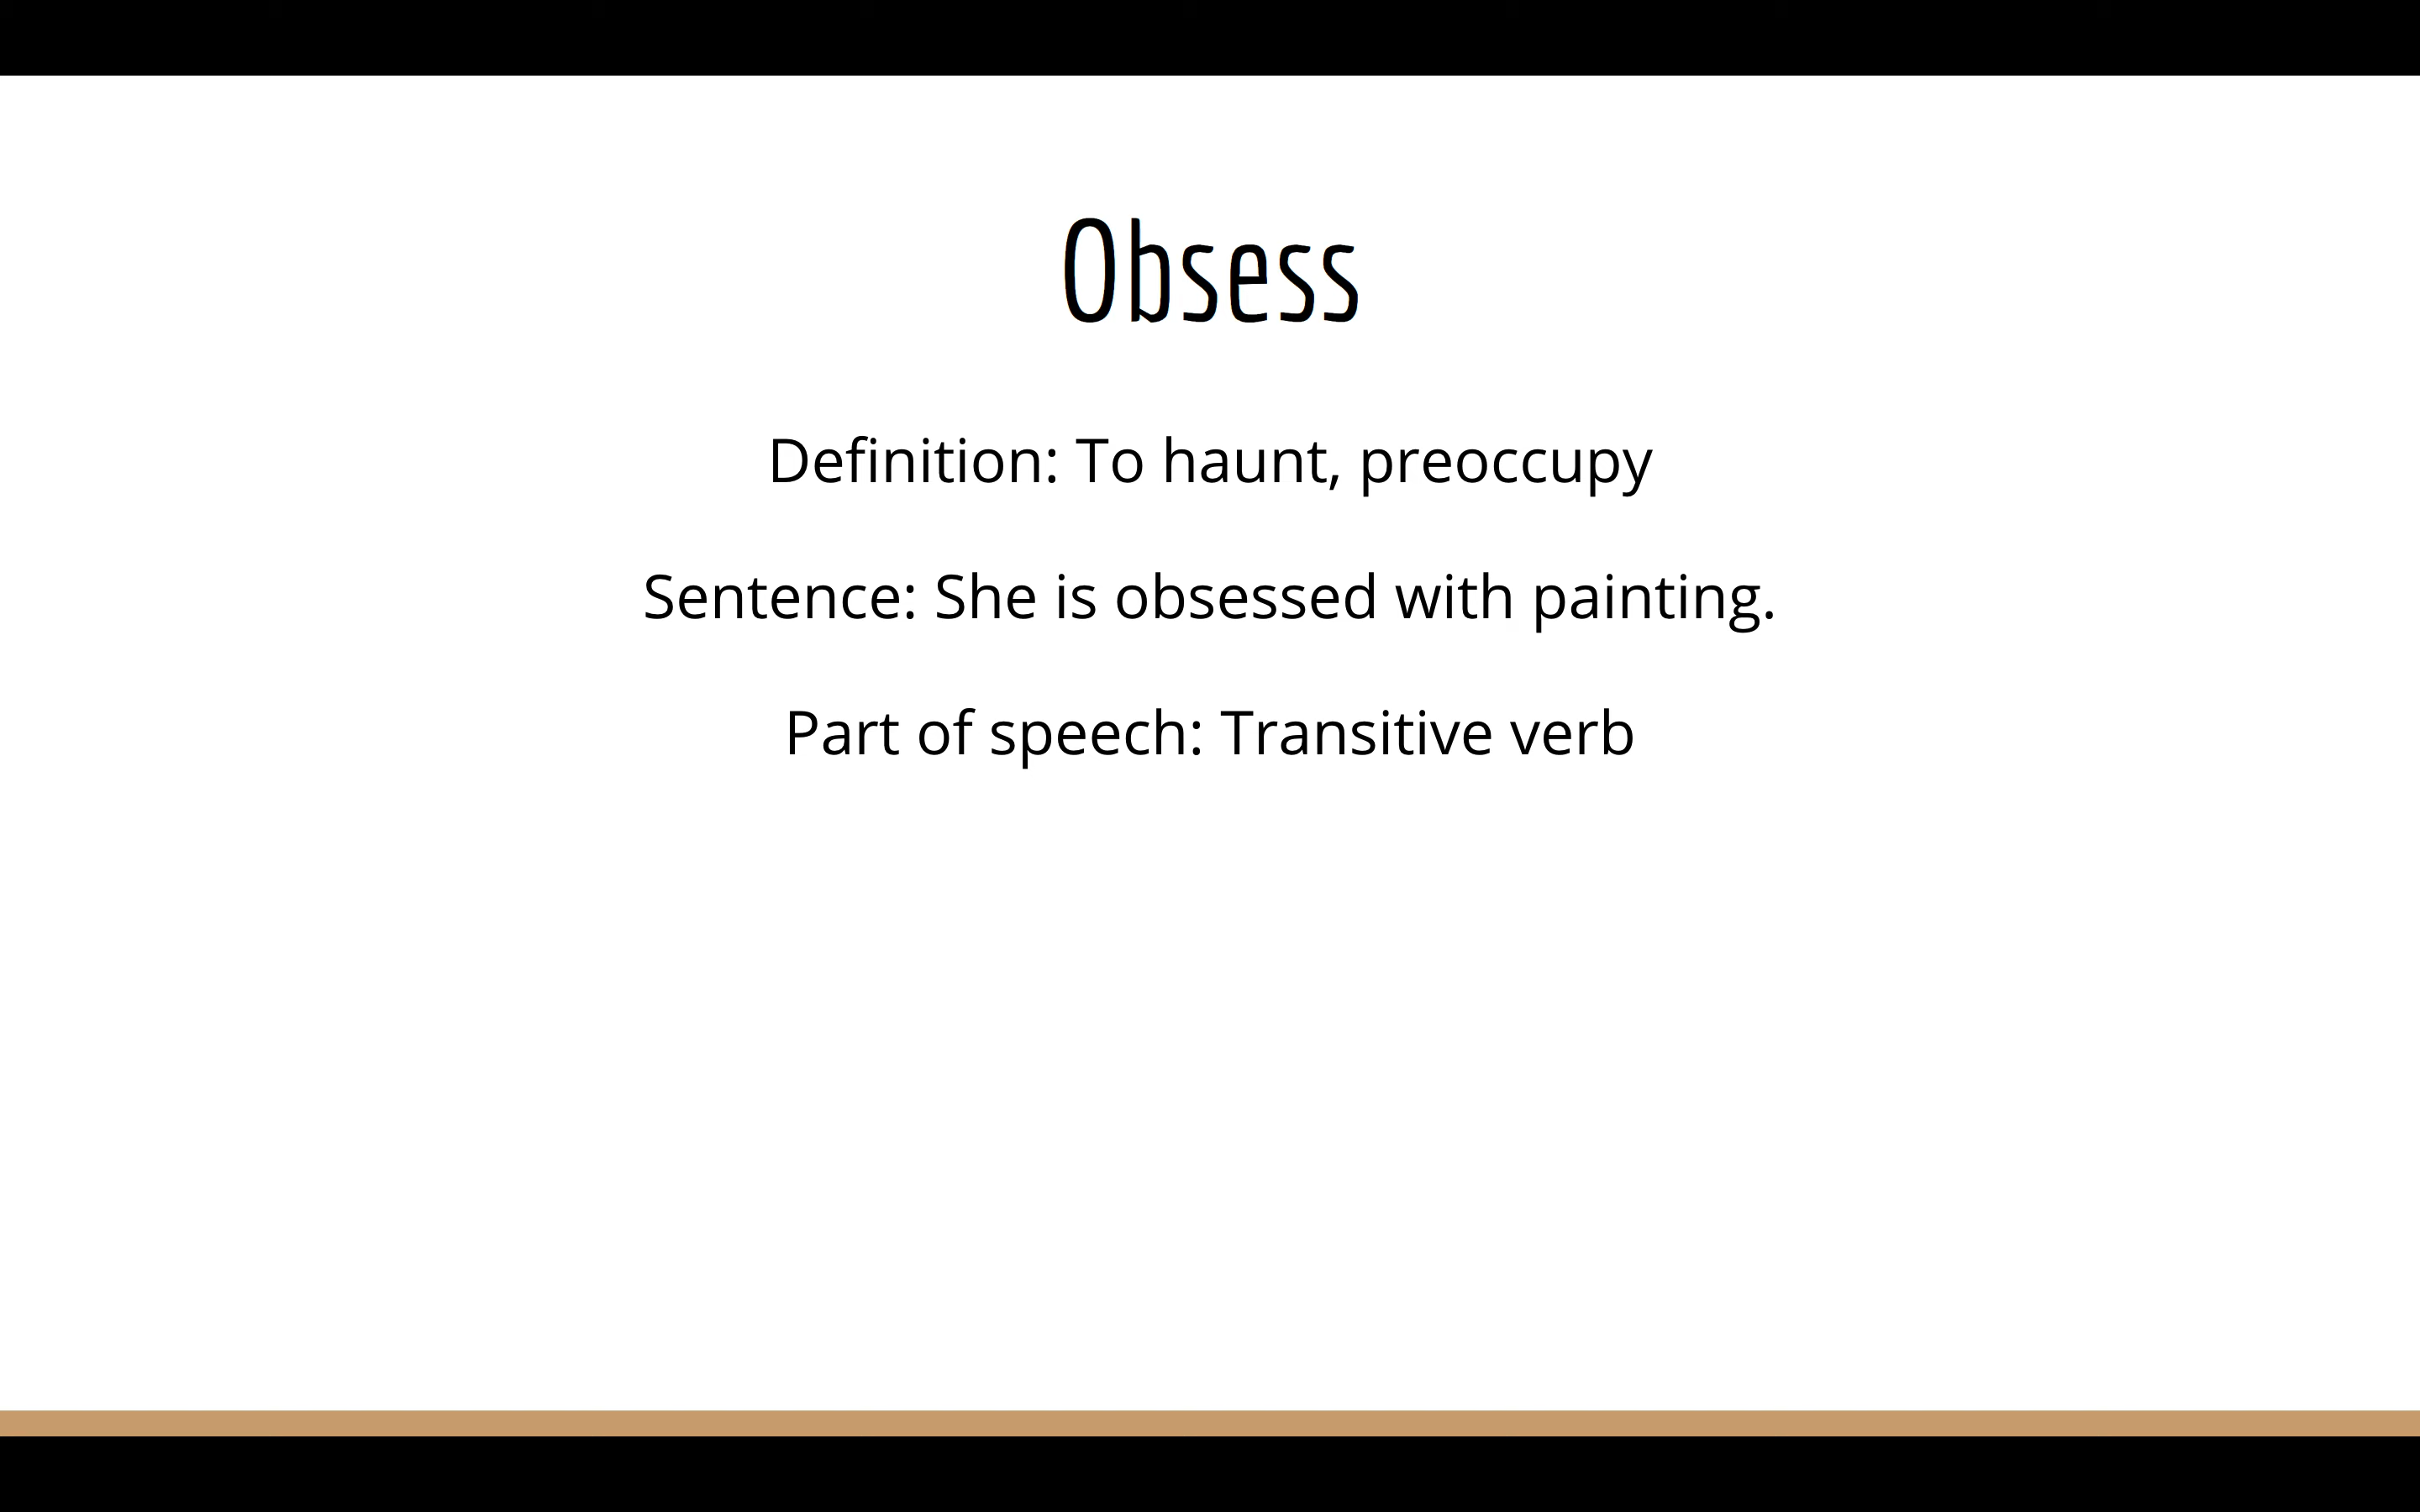 Obsess
Definition: To haunt, preoccupy
Sentence: She is obsessed with painting.
Part of speech: Transitive verb